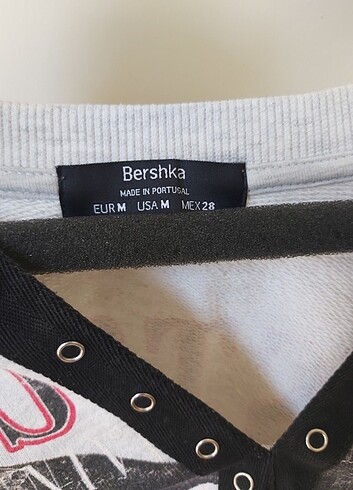 Bershka
MADE IN PORTUGAL
EUR M USA M MEX 28